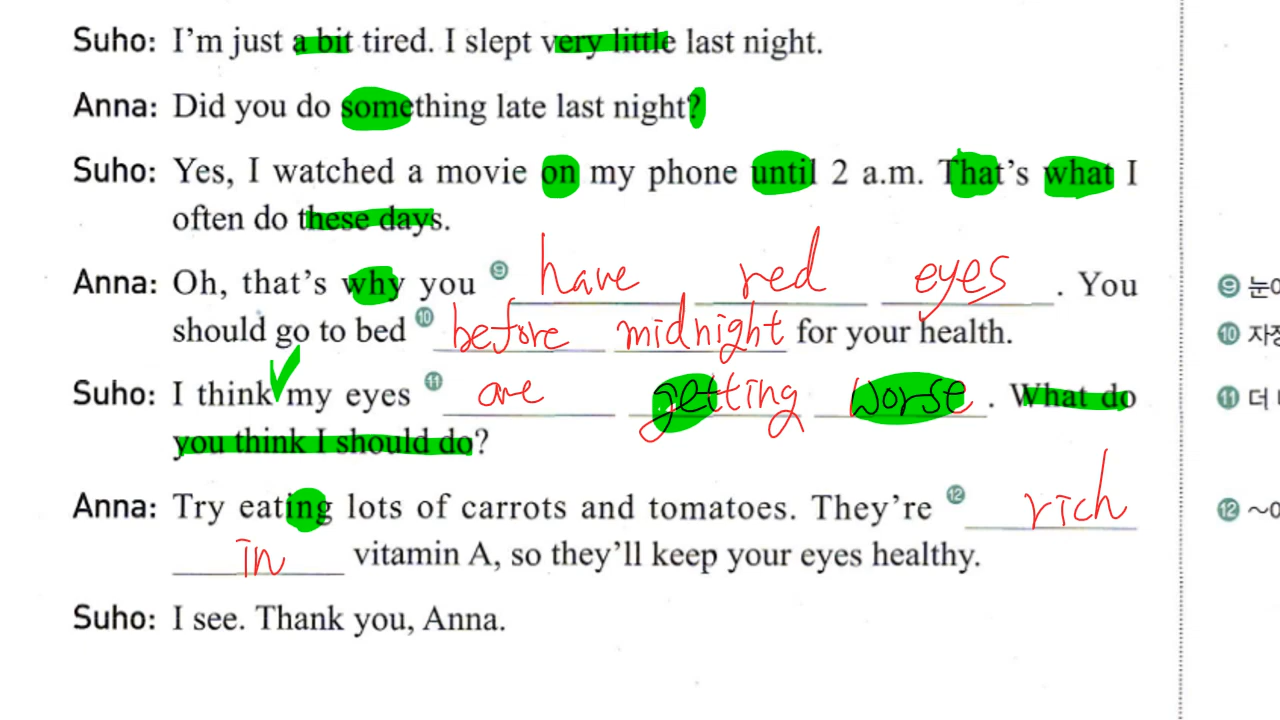 Suho: I'm just a bit tired. I slept very little last night.
Anna: Did you do something late last night?
Suho: Yes, I watched a movie on my phone until 2 a.m. That's what I
often do these days.
Anna: Oh, that's why you ⑨ have red eyes. You
should go to bed ⑩ before midnight for your health.
Suho: I think my eyes ⑪ are getting worse. What do
you think I should do?
Anna: Try eating lots of carrots and tomatoes. They're ⑫ rich
in vitamin A, so they'll keep your eyes healthy.
Suho: I see. Thank you, Anna.
⑨
⑩
⑪ 더
⑫